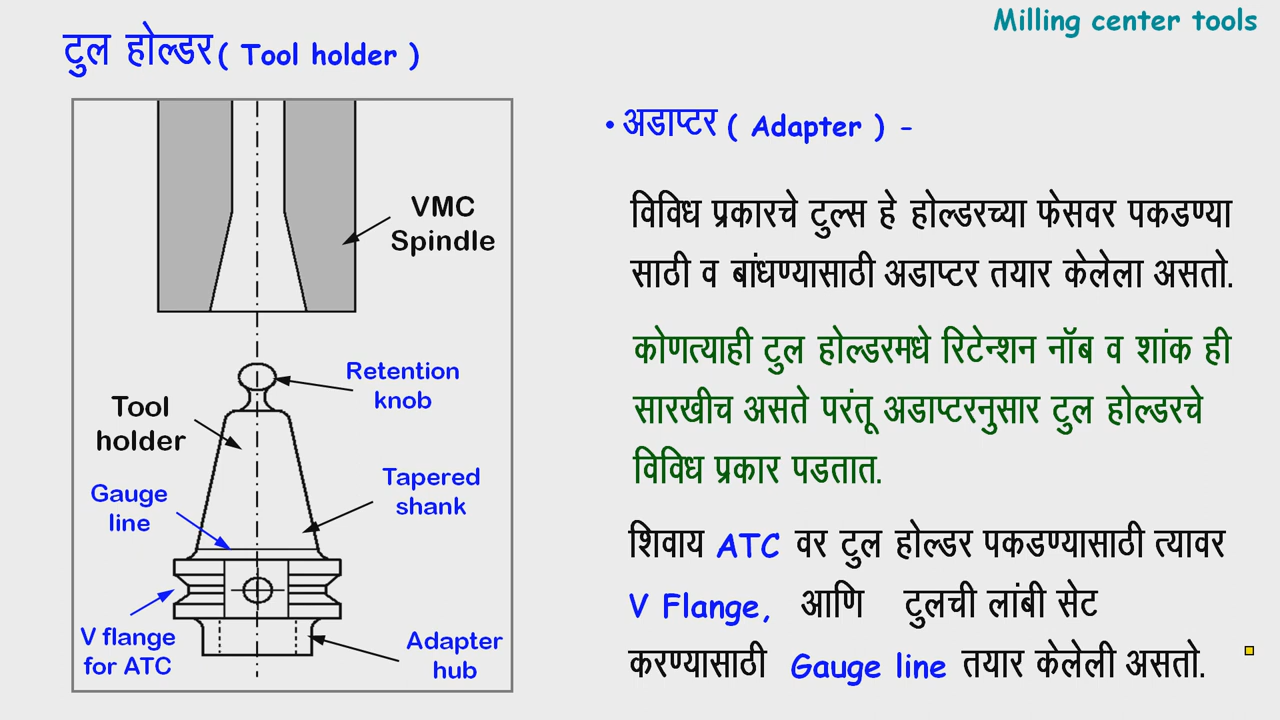 Milling center tools
टुल होल्डर ( Tool holder )
VMC
Spindle
Retention
knob
Tool
holder
Tapered
shank
Gauge
line
V flange
for ATC
Adapter
hub
• अडाप्टर ( Adapter ) -
विविध प्रकारचे टुल्स हे होल्डरच्या फेसवर पकडण्या
साठी व बांधण्यासाठी अडाप्टर तयार केलेला असतो.
कोणत्याही टुल होल्डरमधे रिटेन्शन नॉब व शांक ही
सारखीच असते परंतू अडाप्टरनुसार टुल होल्डरचे
विविध प्रकार पडतात.
शिवाय ATC वर टुल होल्डर पकडण्यासाठी त्यावर
V Flange, आणि टुलची लांबी सेट
करण्यासाठी Gauge line तयार केलेली असतो.